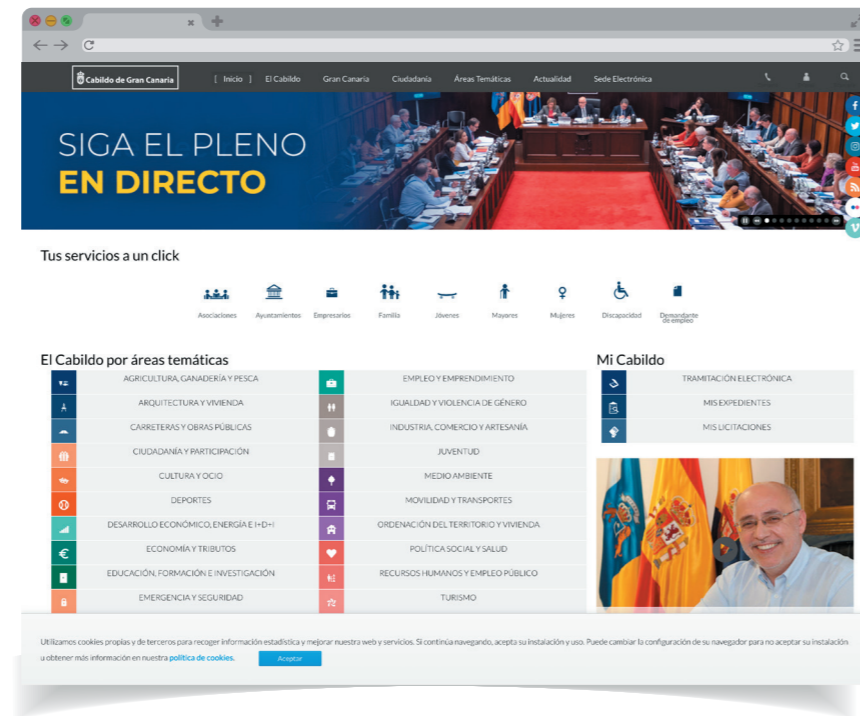 Cabildo de Gran Canaria
[ Inicio ] El Cabildo Gran Canaria Ciudadanía Áreas Temáticas Actualidad Sede Electrónica
SIGA EL PLENO
EN DIRECTO
Tus servicios a un click
Asociaciones Ayuntamientos Empresarios Familia Jóvenes Mayores Mujeres Discapacidad Demandante
de empleo
El Cabildo por áreas temáticas
AGRICULTURA, GANADERÍA Y PESCA
ARQUITECTURA Y VIVIENDA
CARRETERAS Y OBRAS PÚBLICAS
CIUDADANÍA Y PARTICIPACIÓN
CULTURA Y OCIO
DEPORTES
DESARROLLO ECONÓMICO, ENERGÍA E I+D+I
ECONOMÍA Y TRIBUTOS
EDUCACIÓN, FORMACIÓN E INVESTIGACIÓN
EMERGENCIA Y SEGURIDAD
EMPLEO Y EMPRENDIMIENTO
IGUALDAD Y VIOLENCIA DE GÉNERO
INDUSTRIA, COMERCIO Y ARTESANÍA
JUVENTUD
MEDIO AMBIENTE
MOVILIDAD Y TRANSPORTES
ORDENACIÓN DEL TERRITORIO Y VIVIENDA
POLÍTICA SOCIAL Y SALUD
RECURSOS HUMANOS Y EMPLEO PÚBLICO
TURISMO
Mi Cabildo
TRAMITACIÓN ELECTRÓNICA
MIS EXPEDIENTES
MIS LICITACIONES
Utilizamos cookies propias y de terceros para recoger información estadística y mejorar nuestra web y servicios. Si continúa navegando, acepta su instalación y uso. Puede cambiar la configuración de su navegador para no aceptar su instalación
u obtener más información en nuestra política de cookies. Aceptar